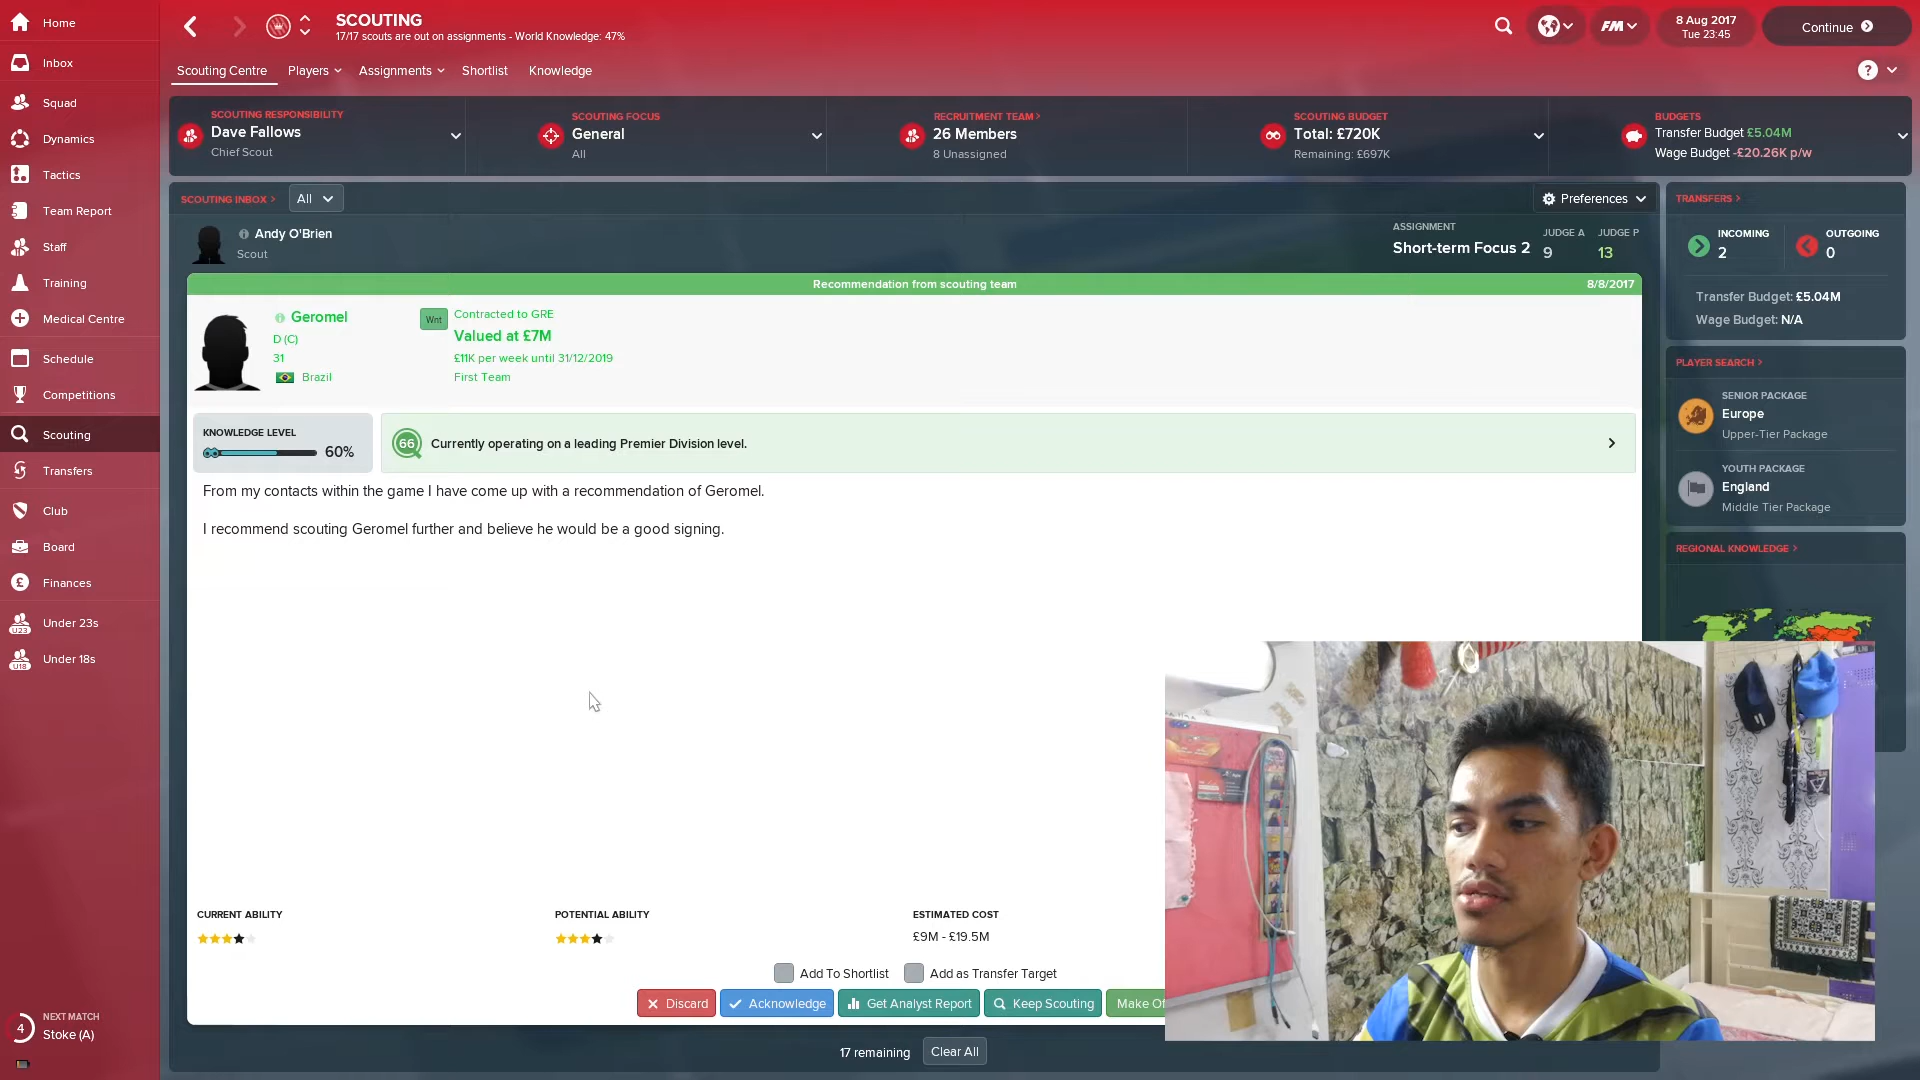 Home
Inbox
Squad
Dynamics
Tactics
Team Report
Staff
Training
Medical Centre
Schedule
Competitions
Scouting
Transfers
Club
Board
Finances
U23 Under 23s
U18 Under 18s
4 NEXT MATCH
Stoke (A)
SCOUTING
17/17 scouts are out on assignments - World Knowledge: 47%
FM
8 Aug 2017
Tue 23:45
Continue
Scouting Centre Players Assignments Shortlist Knowledge
?
SCOUTING RESPONSIBILITY
Dave Fallows
Chief Scout
SCOUTING FOCUS
General
All
RECRUITMENT TEAM >
26 Members
8 Unassigned
SCOUTING BUDGET
Total: £720K
Remaining: £697K
BUDGETS
Transfer Budget £5.04M
Wage Budget -£20.26K p/w
SCOUTING INBOX > All
Preferences
Andy O'Brien
Scout
ASSIGNMENT
Short-term Focus 2
JUDGE A
9
JUDGE P
13
Recommendation from scouting team 8/8/2017
Geromel
D (C)
31
Brazil
Wnt
Contracted to GRE
Valued at £7M
£11K per week until 31/12/2019
First Team
KNOWLEDGE LEVEL
60%
66 Currently operating on a leading Premier Division level.
From my contacts within the game I have come up with a recommendation of Geromel.
I recommend scouting Geromel further and believe he would be a good signing.
CURRENT ABILITY
POTENTIAL ABILITY
ESTIMATED COST
£9M - £19.5M
Add To Shortlist Add as Transfer Target
Discard Acknowledge Get Analyst Report Keep Scouting Make Of
17 remaining Clear All
TRANSFERS >
INCOMING
2
OUTGOING
0
Transfer Budget: £5.04M
Wage Budget: N/A
PLAYER SEARCH >
SENIOR PACKAGE
Europe
Upper-Tier Package
YOUTH PACKAGE
England
Middle Tier Package
REGIONAL KNOWLEDGE >